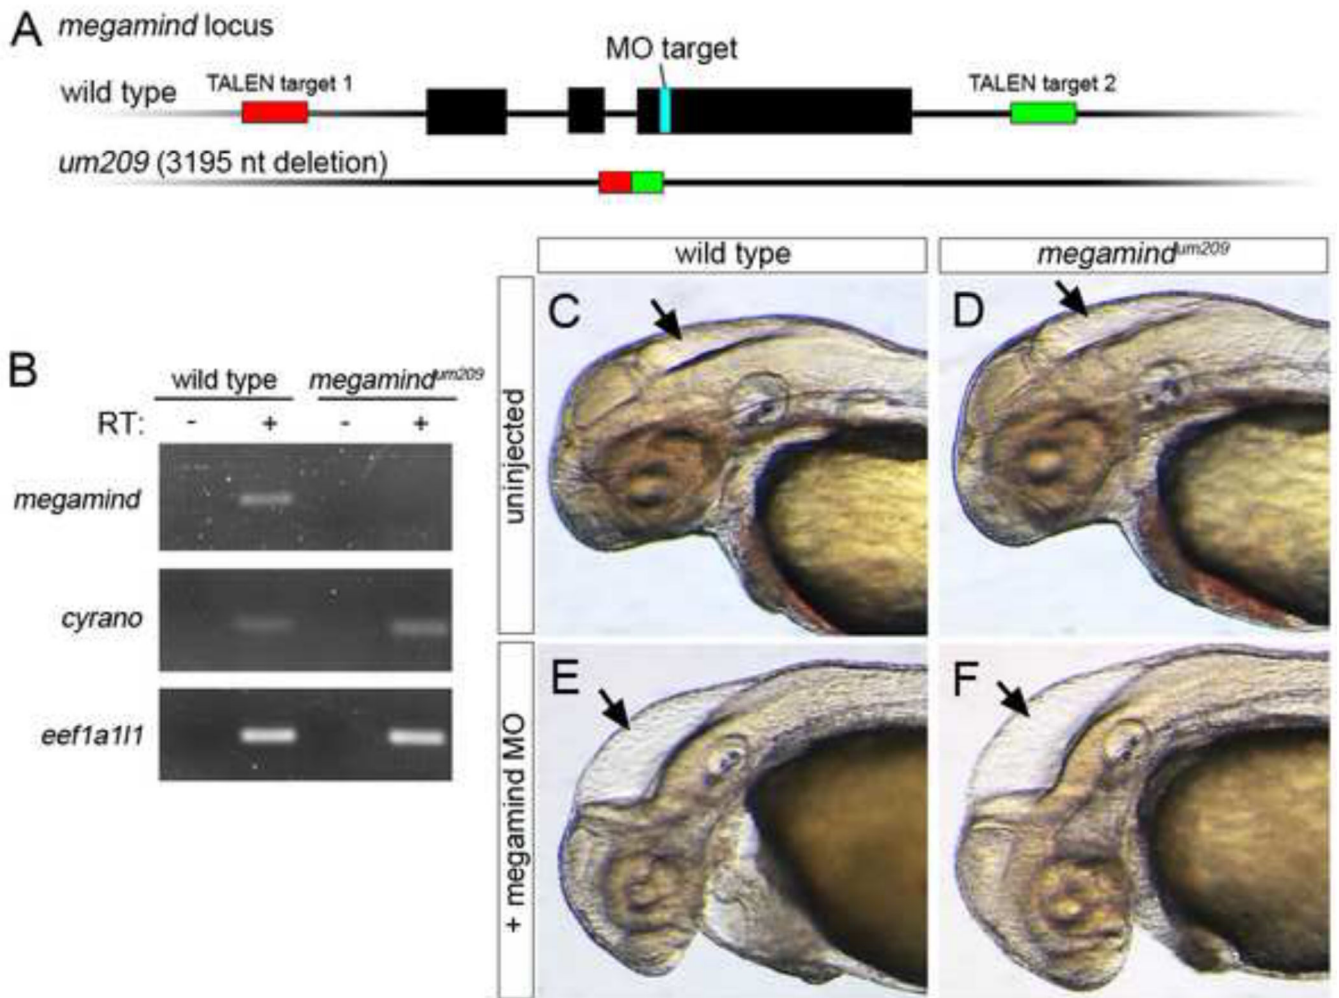 A megamind locus
MO target
wild type TALEN target 1 TALEN target 2
um209 (3195 nt deletion)
wild type megamindum209
C D
uninjected
B wild type megamindum209
RT: - + - +
megamind
cyrano
eef1a1l1
E F
+ megamind MO